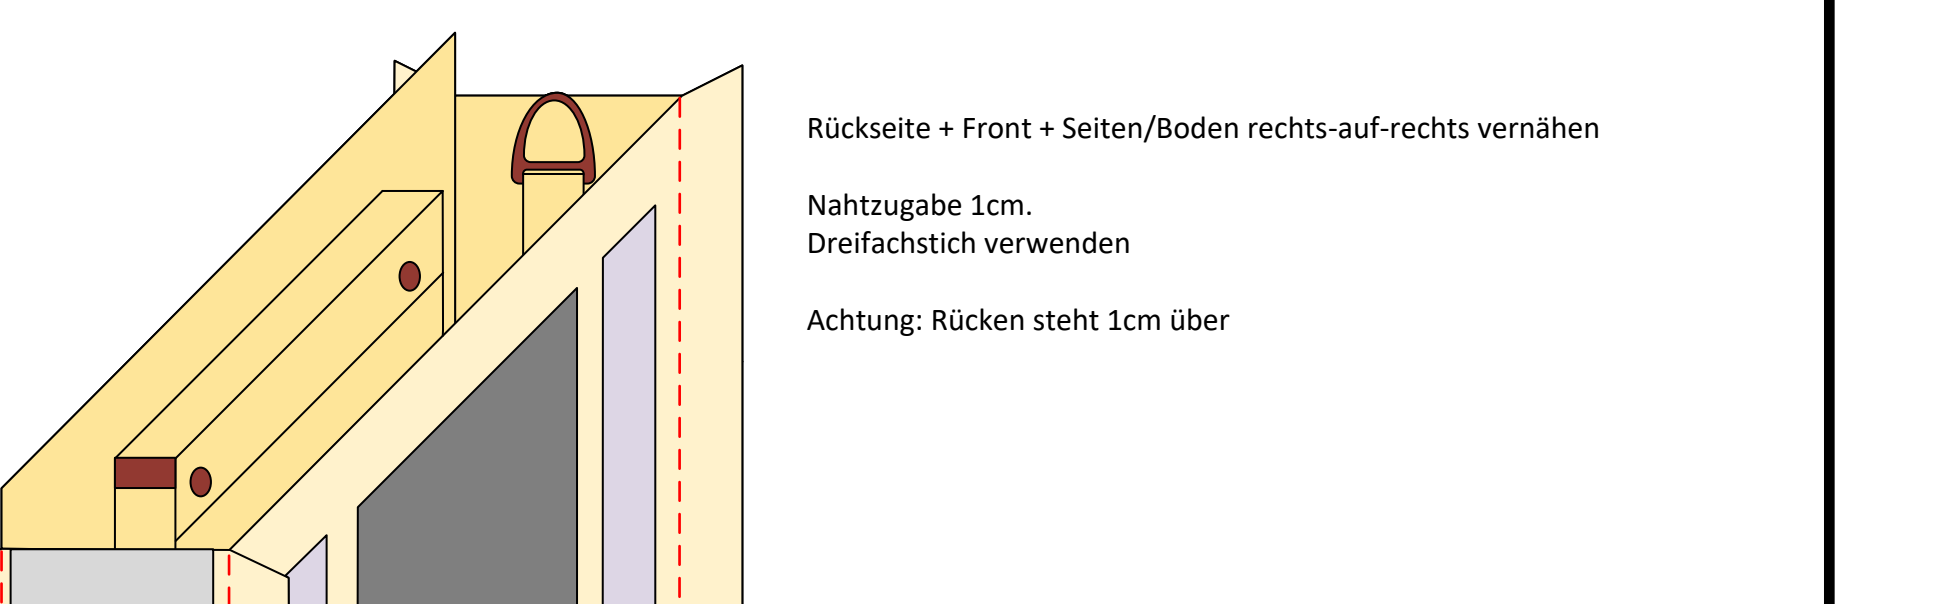 Rückseite + Front + Seiten/Boden rechts-auf-rechts vernähen
Nahtzugabe 1cm.
Dreifachstich verwenden
Achtung: Rücken steht 1cm über